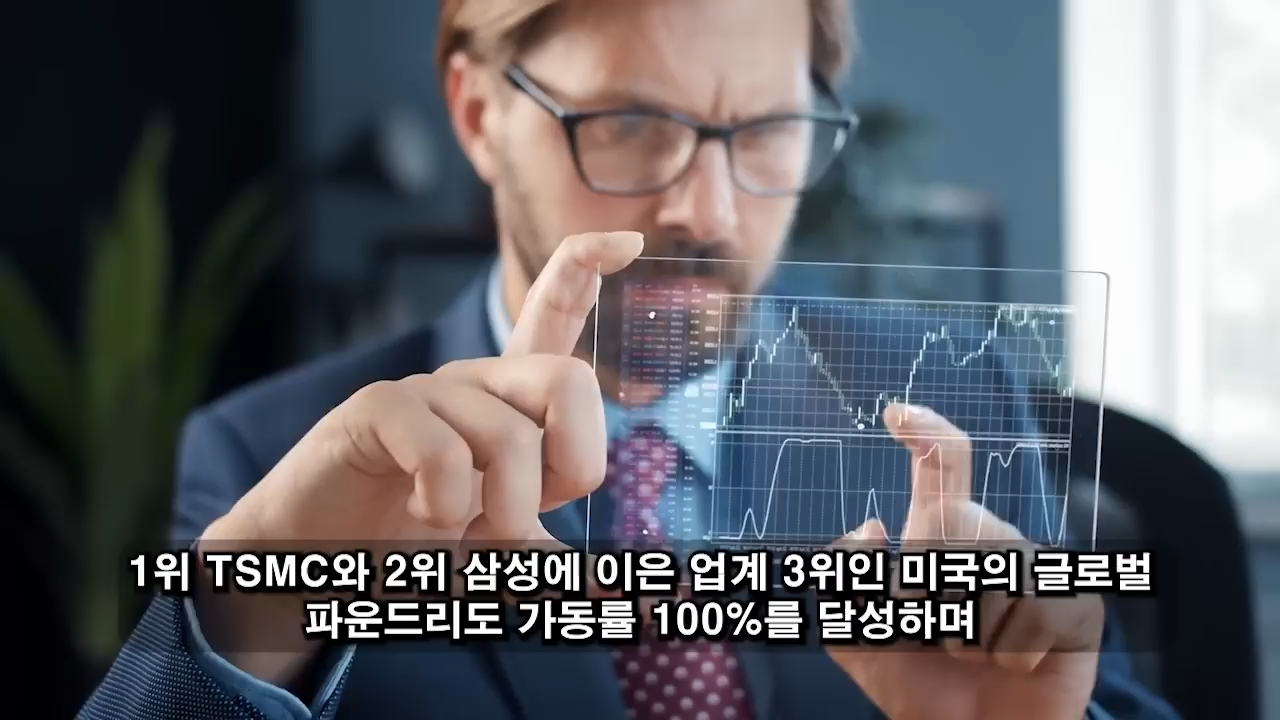 1위 TSMC와 2위 삼성에 이은 업계 3위인 미국의 글로벌
파운드리도 가동률 100%를 달성하며